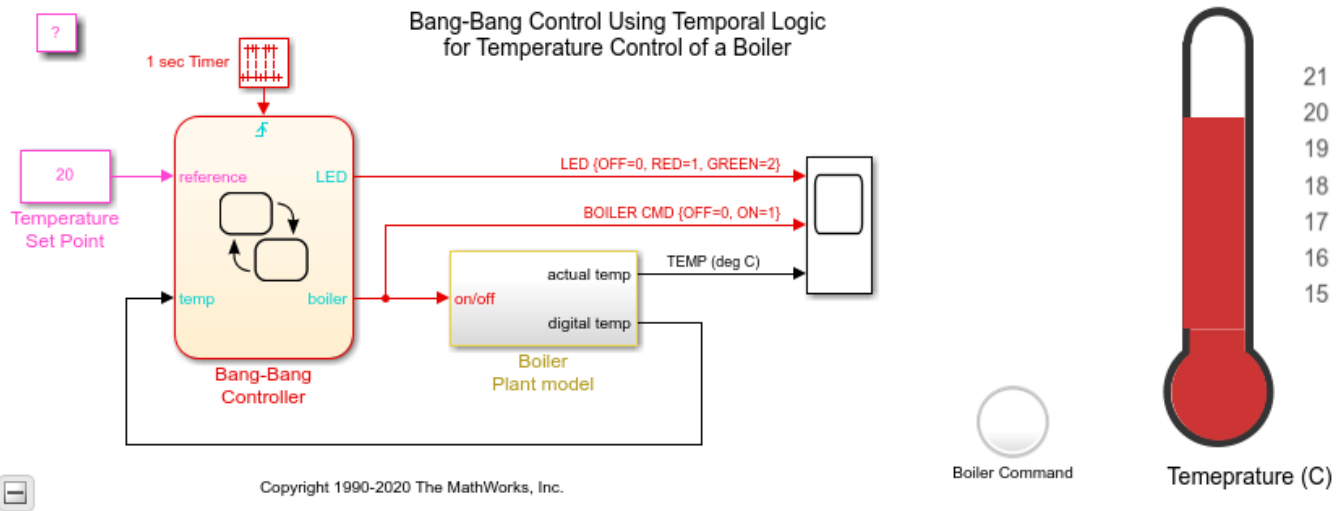 ?
Bang-Bang Control Using Temporal Logic
for Temperature Control of a Boiler
1 sec Timer
20
Temperature
Set Point
reference
LED
temp
boiler
Bang-Bang
Controller
LED {OFF=0, RED=1, GREEN=2}
BOILER CMD {OFF=0, ON=1}
TEMP (deg C)
on/off
actual temp
digital temp
Boiler
Plant model
21
20
19
18
17
16
15
Boiler Command
Temeprature (C)
Copyright 1990-2020 The MathWorks, Inc.